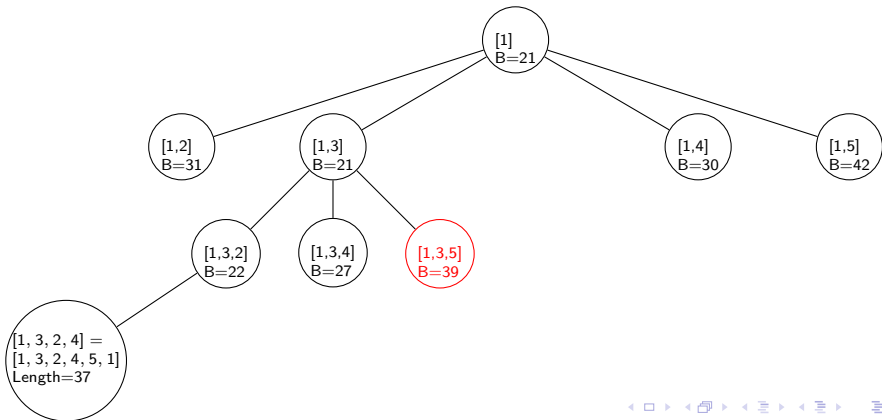 [1]
B=21
[1,2]
B=31
[1,3]
B=21
[1,4]
B=30
[1,5]
B=42
[1,3,2]
B=22
[1,3,4]
B=27
[1,3,5]
B=39
[1, 3, 2, 4] =
[1, 3, 2, 4, 5, 1]
Length=37